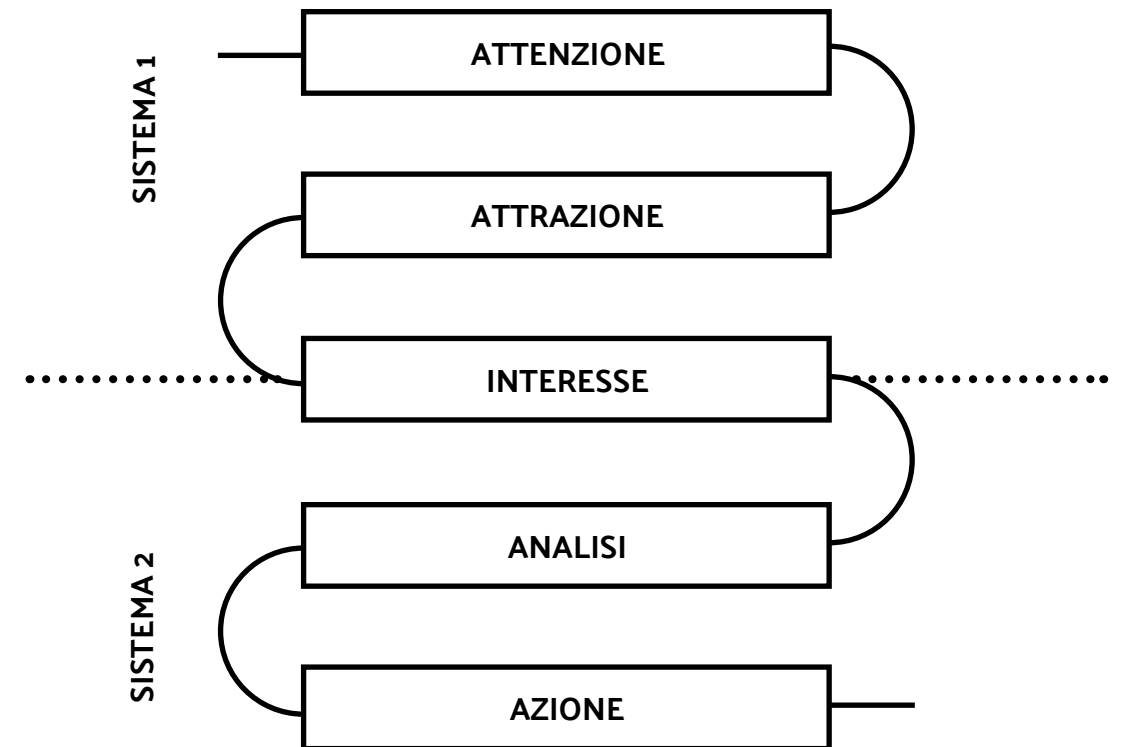 SISTEMA 1
ATTENZIONE
ATTRAZIONE
INTERESSE
SISTEMA 2
ANALISI
AZIONE